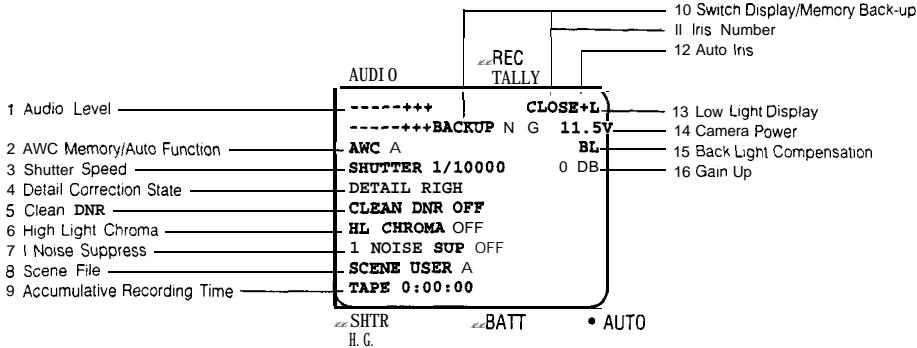 10 Switch Display/Memory Back-up
II Iris Number
12 Auto Iris
REC
AUDIO TALLY
1 Audio Level
-----+++ CLOSE+L
13 Low Light Display
-----+++BACKUP N G 11.5V
14 Camera Power
2 AWC Memory/Auto Function
AWC A BL
15 Back Light Compensation
3 Shutter Speed
SHUTTER 1/10000 0 DB
16 Gain Up
4 Detail Correction State
DETAIL RIGH
5 Clean DNR
CLEAN DNR OFF
6 High Light Chroma
HL CHROMA OFF
7 I Noise Suppress
1 NOISE SUP OFF
8 Scene File
SCENE USER A
9 Accumulative Recording Time
TAPE 0:00:00
SHTR BATT • AUTO
H.G.